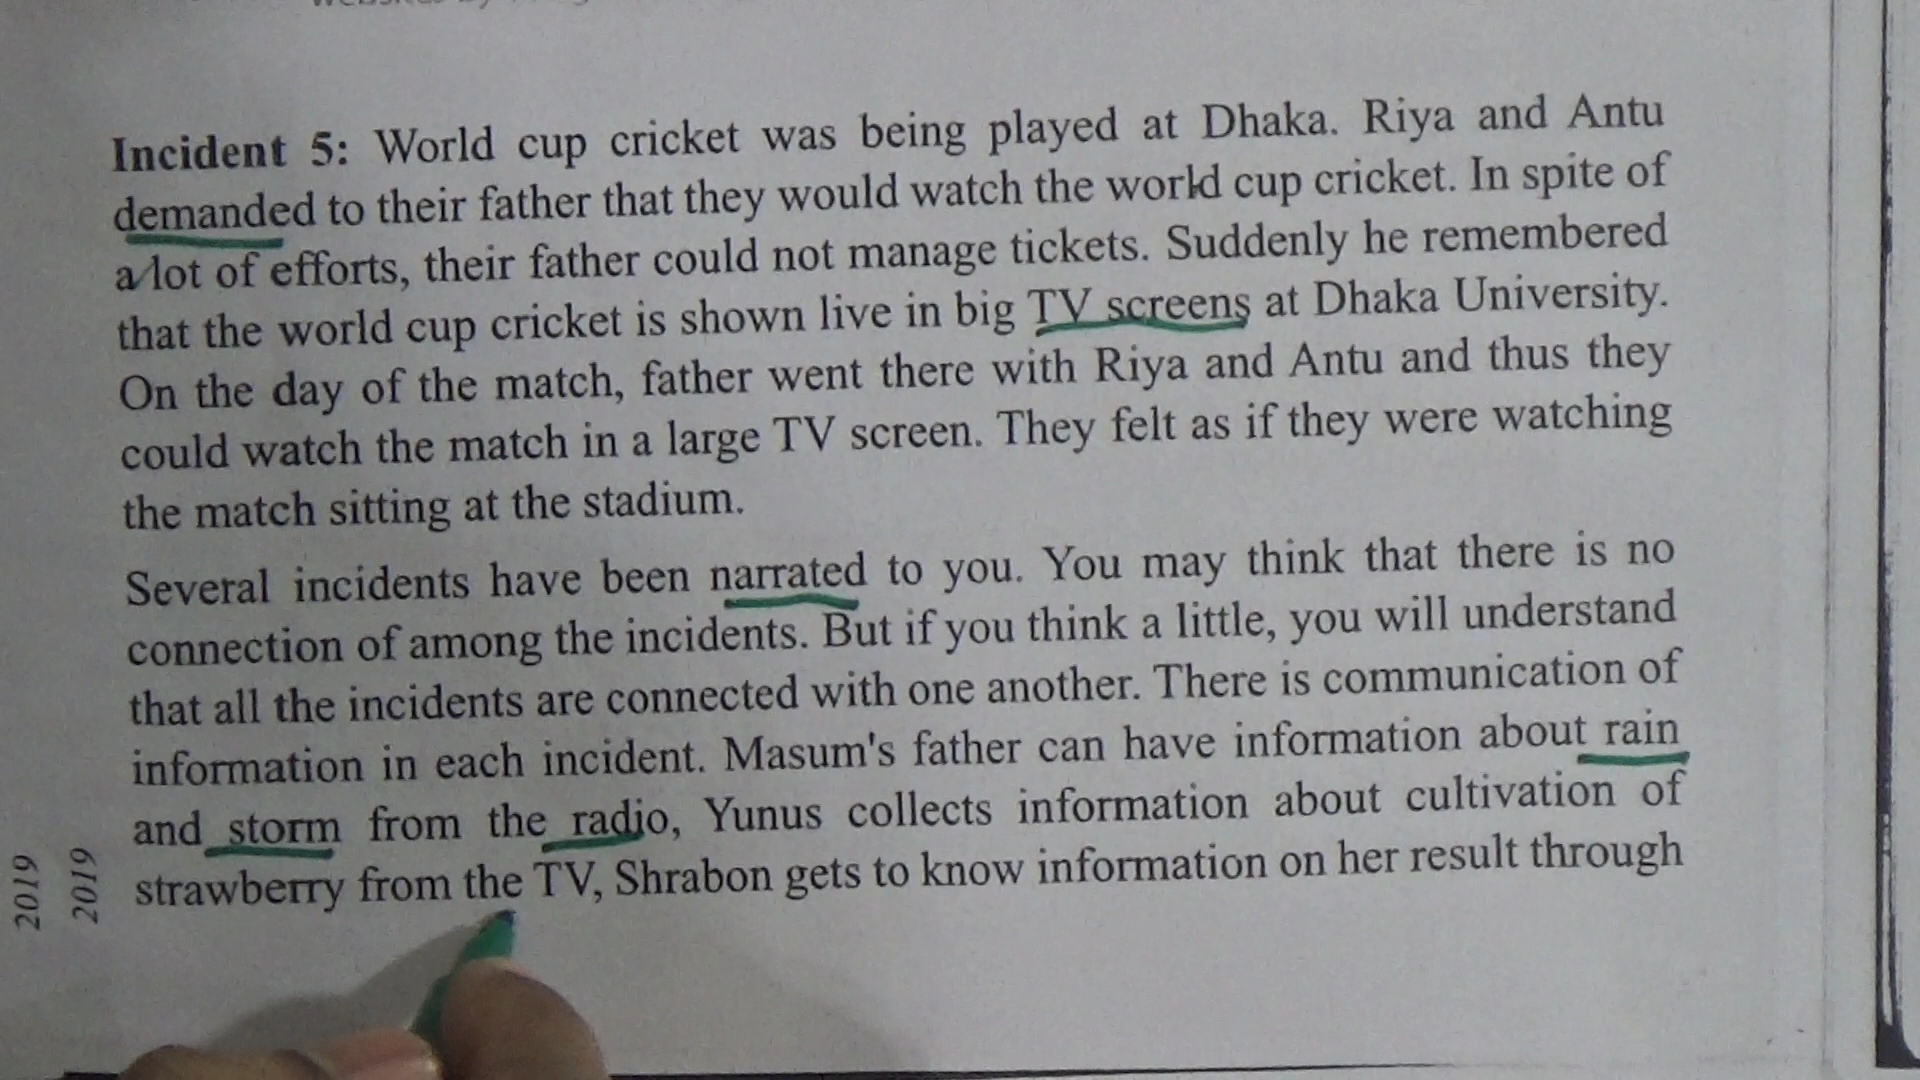 Incident 5: World cup cricket was being played at Dhaka. Riya and Antu
demanded to their father that they would watch the world cup cricket. In spite of
a lot of efforts, their father could not manage tickets. Suddenly he remembered
that the world cup cricket is shown live in big TV screens at Dhaka University.
On the day of the match, father went there with Riya and Antu and thus they
could watch the match in a large TV screen. They felt as if they were watching
the match sitting at the stadium.
Several incidents have been narrated to you. You may think that there is no
connection of among the incidents. But if you think a little, you will understand
that all the incidents are connected with one another. There is communication of
information in each incident. Masum's father can have information about rain
and storm from the radio, Yunus collects information about cultivation of
strawberry from the TV, Shrabon gets to know information on her result through
2019
2019